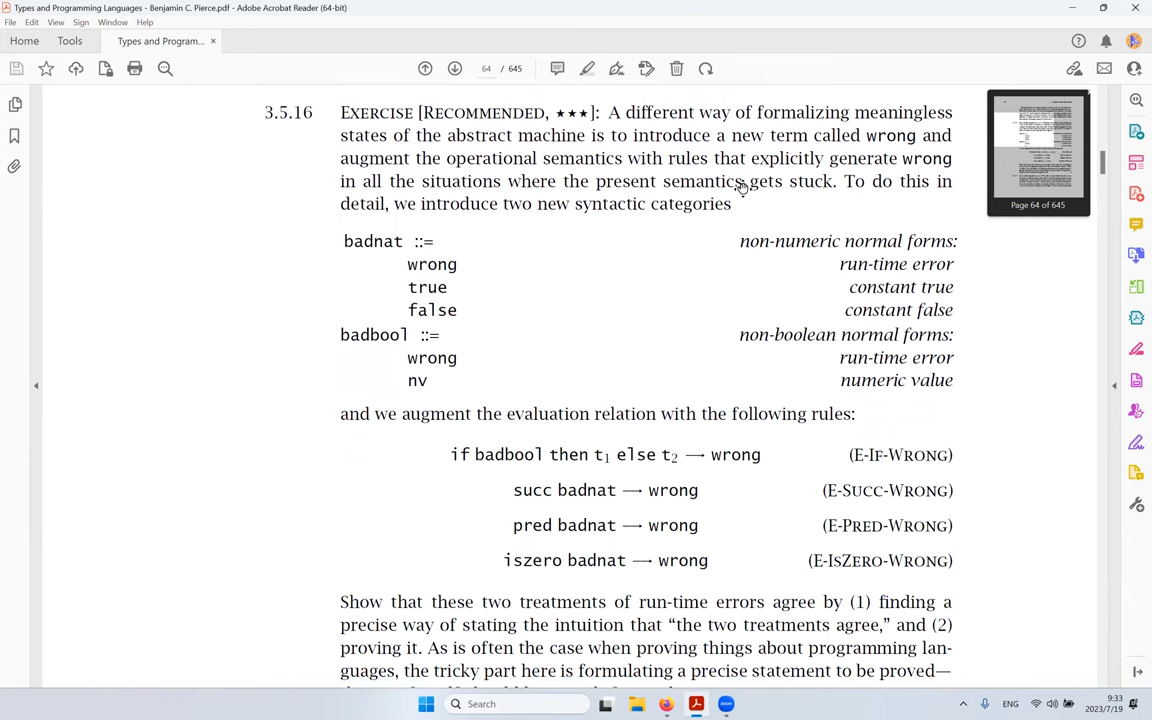 Types and Programming Languages - Benjamin C. Pierce.pdf - Adobe Acrobat Reader (64-bit)
File Edit View Sign Window Help
Home Tools Types and Program... ×
64 / 645
3.5.16 EXERCISE [RECOMMENDED, ★★★]: A different way of formalizing meaningless
states of the abstract machine is to introduce a new term called wrong and
augment the operational semantics with rules that explicitly generate wrong
in all the situations where the present semantics gets stuck. To do this in
detail, we introduce two new syntactic categories
badnat ::= non-numeric normal forms:
wrong run-time error
true constant true
false constant false
badbool ::= non-boolean normal forms:
wrong run-time error
nv numeric value
and we augment the evaluation relation with the following rules:
if badbool then t₁ else t₂ ⟶ wrong (E-IF-WRONG)
succ badnat ⟶ wrong (E-SUCC-WRONG)
pred badnat ⟶ wrong (E-PRED-WRONG)
iszero badnat ⟶ wrong (E-ISZERO-WRONG)
Show that these two treatments of run-time errors agree by (1) finding a
precise way of stating the intuition that “the two treatments agree,” and (2)
proving it. As is often the case when proving things about programming lan-
guages, the tricky part here is formulating a precise statement to be proved—
Page 64 of 645
Search
zoom
ENG
9:33
2023/7/19